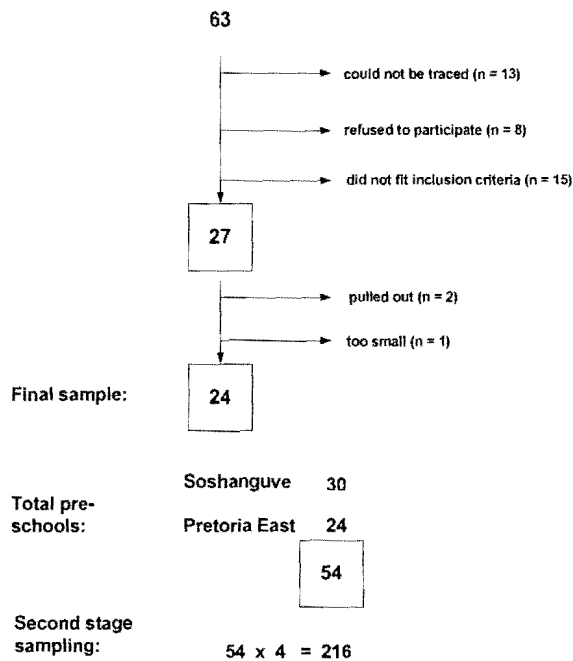 63
could not be traced (n = 13)
refused to participate (n = 8)
did not fit inclusion criteria (n = 15)
27
pulled out (n = 2)
too small (n = 1)
Final sample: 24
Soshanguve 30
Total pre-
schools: Pretoria East 24
54
Second stage
sampling: 54 x 4 = 216